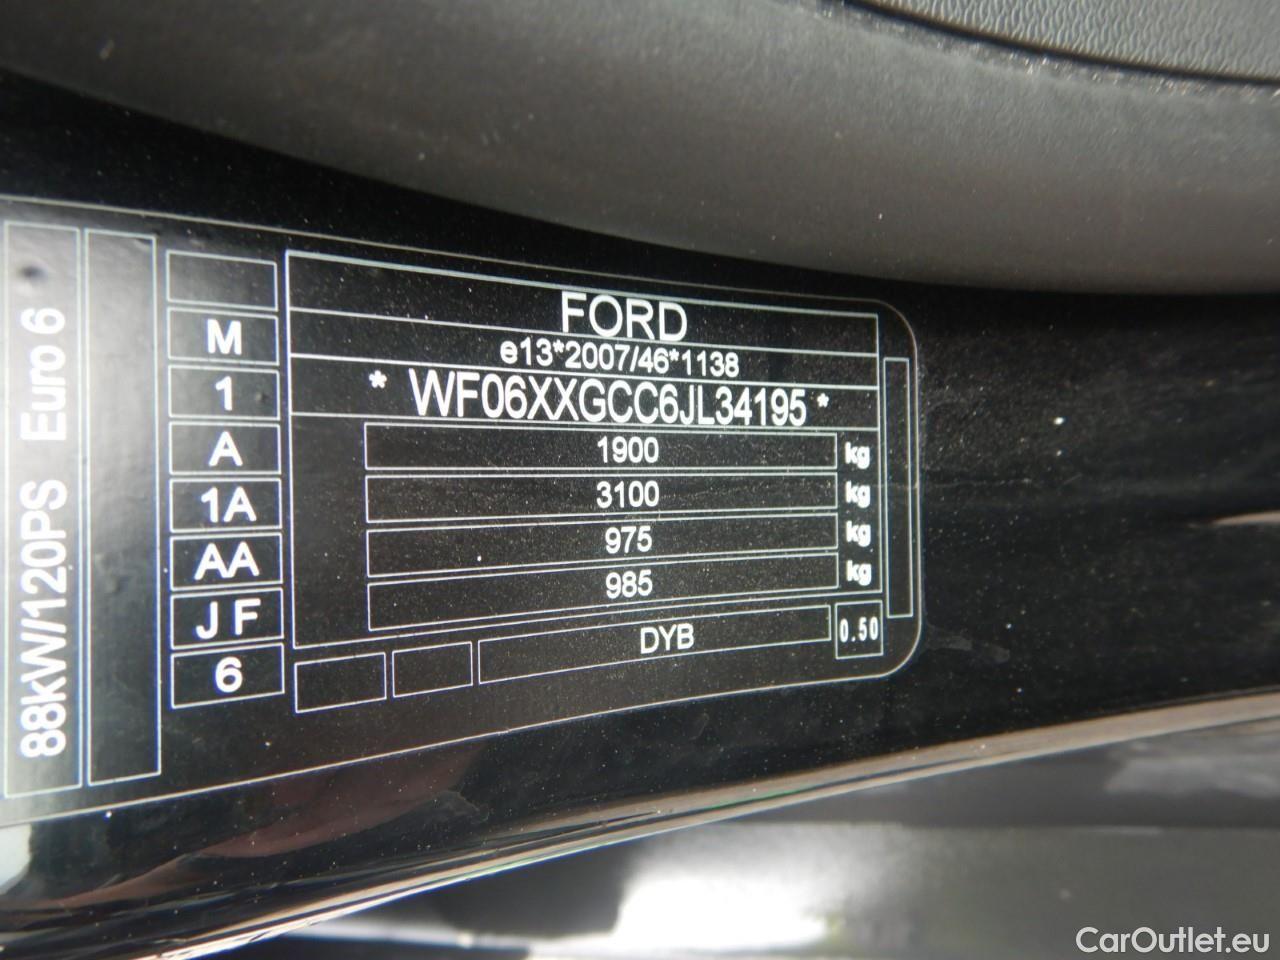 88kW/120PS Euro 6
M
1
A
1A
AA
J F
6
FORD
e13*2007/46*1138
* WF06XXGCC6JL34195 *
1900 kg
3100 kg
975 kg
985 kg
DYB
0.50
CarOutlet.eu